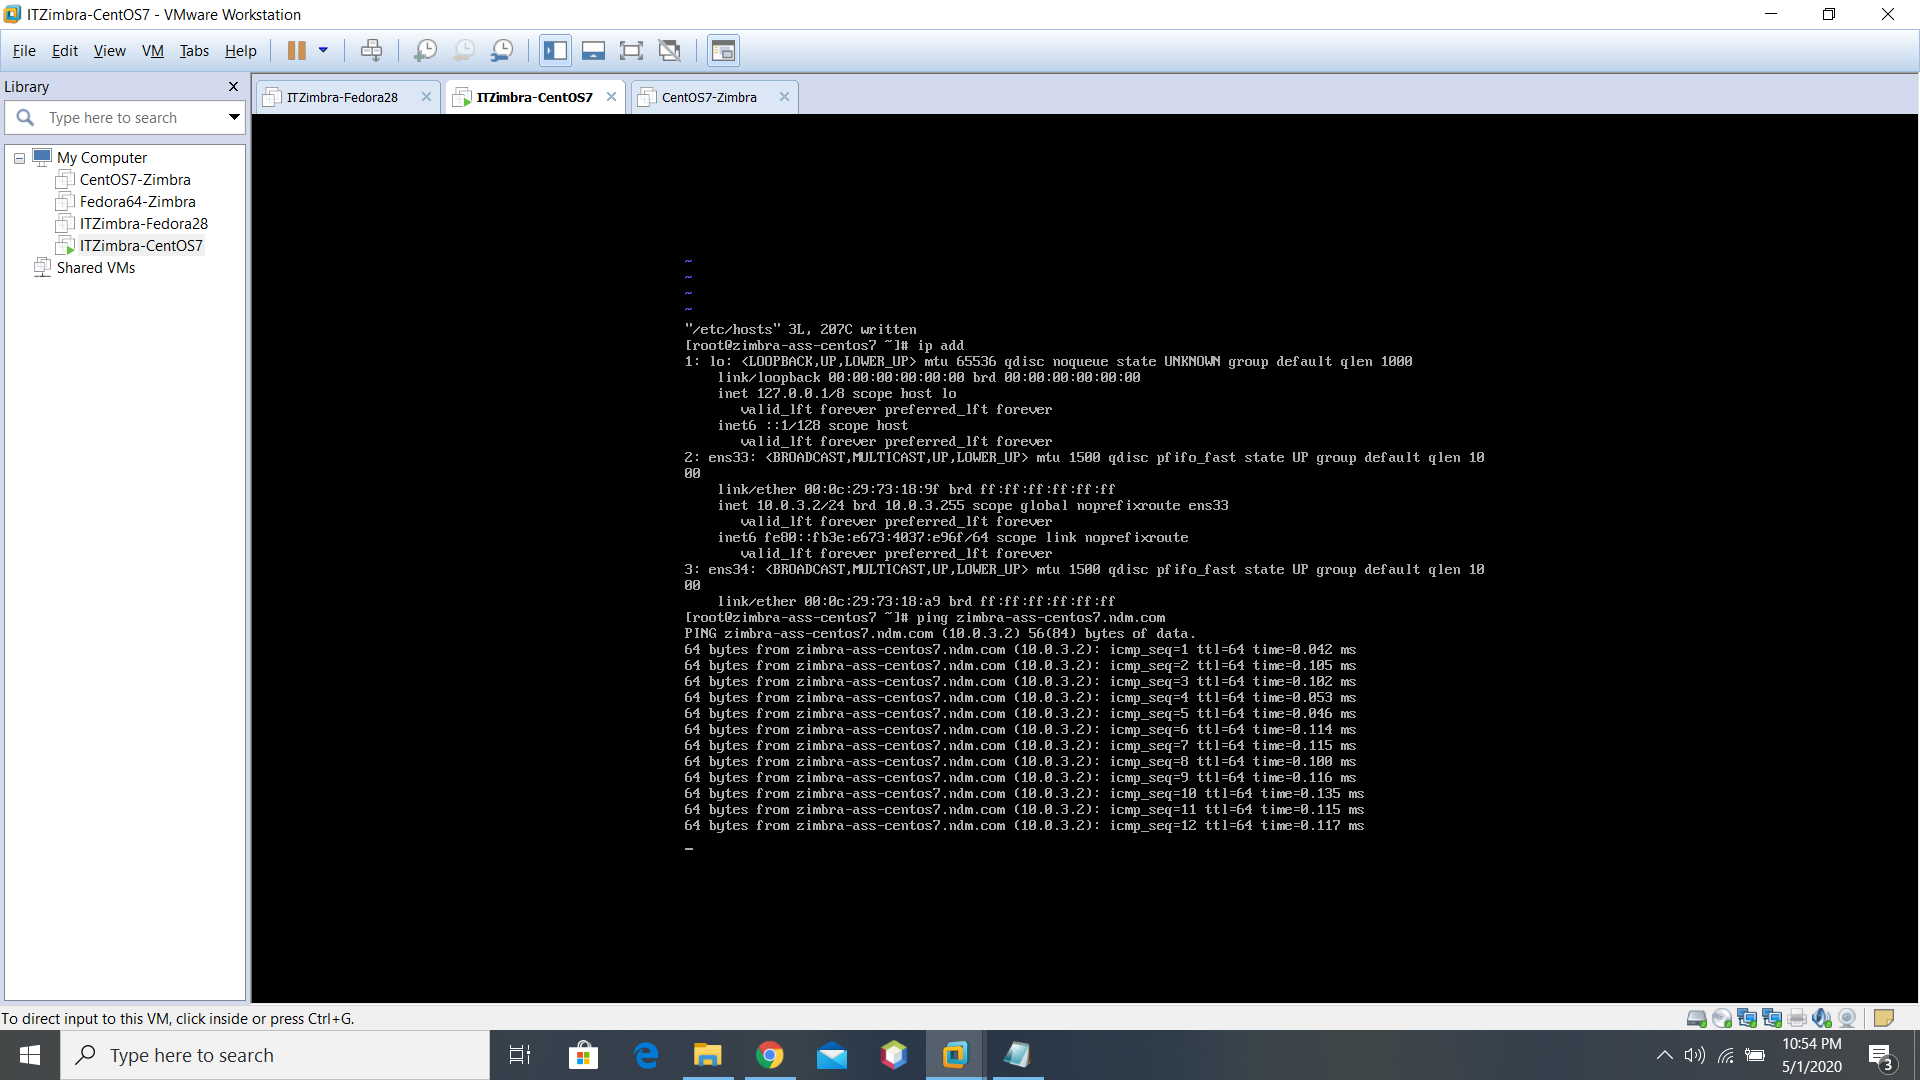 ITZimbra-CentOS7 - VMware Workstation
File Edit View VM Tabs Help
Library
ITZimbra-Fedora28
ITZimbra-CentOS7
CentOS7-Zimbra
Type here to search
My Computer
CentOS7-Zimbra
Fedora64-Zimbra
ITZimbra-Fedora28
ITZimbra-CentOS7
Shared VMs
~
~
~
~
"/etc/hosts" 3L, 207C written
[root@zimbra-ass-centos7 ~]# ip add
1: lo: <LOOPBACK,UP,LOWER_UP> mtu 65536 qdisc noqueue state UNKNOWN group default qlen 1000
link/loopback 00:00:00:00:00:00 brd 00:00:00:00:00:00
inet 127.0.0.1/8 scope host lo
valid_lft forever preferred_lft forever
inet6 ::1/128 scope host
valid_lft forever preferred_lft forever
2: ens33: <BROADCAST,MULTICAST,UP,LOWER_UP> mtu 1500 qdisc pfifo_fast state UP group default qlen 10
00
link/ether 00:0c:29:73:18:9f brd ff:ff:ff:ff:ff:ff
inet 10.0.3.2/24 brd 10.0.3.255 scope global noprefixroute ens33
valid_lft forever preferred_lft forever
inet6 fe80::fb3e:e673:4037:e96f/64 scope link noprefixroute
valid_lft forever preferred_lft forever
3: ens34: <BROADCAST,MULTICAST,UP,LOWER_UP> mtu 1500 qdisc pfifo_fast state UP group default qlen 10
00
link/ether 00:0c:29:73:18:a9 brd ff:ff:ff:ff:ff:ff
[root@zimbra-ass-centos7 ~]# ping zimbra-ass-centos7.ndm.com
PING zimbra-ass-centos7.ndm.com (10.0.3.2) 56(84) bytes of data.
64 bytes from zimbra-ass-centos7.ndm.com (10.0.3.2): icmp_seq=1 ttl=64 time=0.042 ms
64 bytes from zimbra-ass-centos7.ndm.com (10.0.3.2): icmp_seq=2 ttl=64 time=0.105 ms
64 bytes from zimbra-ass-centos7.ndm.com (10.0.3.2): icmp_seq=3 ttl=64 time=0.102 ms
64 bytes from zimbra-ass-centos7.ndm.com (10.0.3.2): icmp_seq=4 ttl=64 time=0.053 ms
64 bytes from zimbra-ass-centos7.ndm.com (10.0.3.2): icmp_seq=5 ttl=64 time=0.046 ms
64 bytes from zimbra-ass-centos7.ndm.com (10.0.3.2): icmp_seq=6 ttl=64 time=0.114 ms
64 bytes from zimbra-ass-centos7.ndm.com (10.0.3.2): icmp_seq=7 ttl=64 time=0.115 ms
64 bytes from zimbra-ass-centos7.ndm.com (10.0.3.2): icmp_seq=8 ttl=64 time=0.100 ms
64 bytes from zimbra-ass-centos7.ndm.com (10.0.3.2): icmp_seq=9 ttl=64 time=0.116 ms
64 bytes from zimbra-ass-centos7.ndm.com (10.0.3.2): icmp_seq=10 ttl=64 time=0.135 ms
64 bytes from zimbra-ass-centos7.ndm.com (10.0.3.2): icmp_seq=11 ttl=64 time=0.115 ms
64 bytes from zimbra-ass-centos7.ndm.com (10.0.3.2): icmp_seq=12 ttl=64 time=0.117 ms
To direct input to this VM, click inside or press Ctrl+G.
Type here to search
10:54 PM
5/1/2020
3